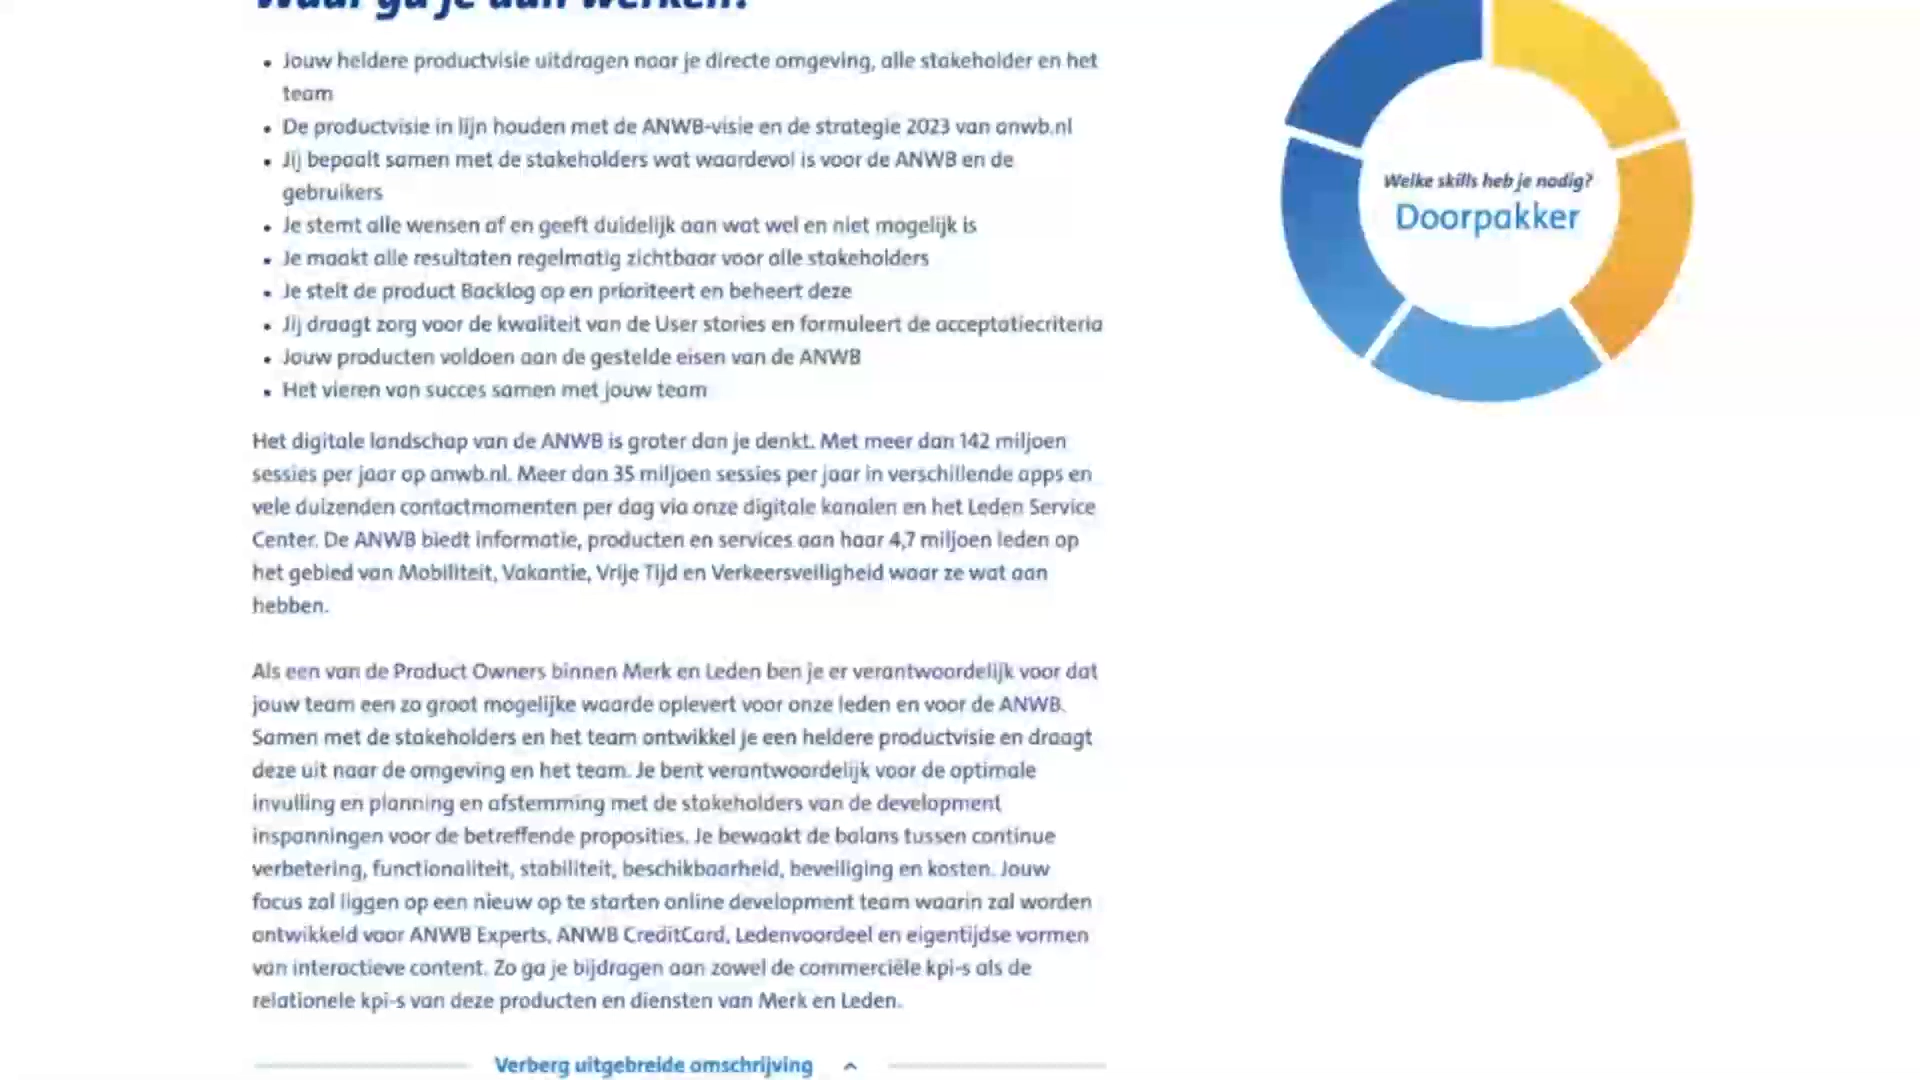 Waar ga je aan werken?
• Jouw heldere productvisie uitdragen naar je directe omgeving, alle stakeholder en het
team
• De productvisie in lijn houden met de ANWB-visie en de strategie 2023 van anwb.nl
• Jij bepaalt samen met de stakeholders wat waardevol is voor de ANWB en de
gebruikers
• Je stemt alle wensen af en geeft duidelijk aan wat wel en niet mogelijk is
• Je maakt alle resultaten regelmatig zichtbaar voor alle stakeholders
• Je stelt de product Backlog op en prioriteert en beheert deze
• Jij draagt zorg voor de kwaliteit van de User stories en formuleert de acceptatiecriteria
• Jouw producten voldoen aan de gestelde eisen van de ANWB
• Het vieren van succes samen met jouw team
Het digitale landschap van de ANWB is groter dan je denkt. Met meer dan 142 miljoen
sessies per jaar op anwb.nl. Meer dan 35 miljoen sessies per jaar in verschillende apps en
vele duizenden contactmomenten per dag via onze digitale kanalen en het Leden Service
Center. De ANWB biedt informatie, producten en services aan haar 4,7 miljoen leden op
het gebied van Mobiliteit, Vakantie, Vrije Tijd en Verkeersveiligheid waar ze wat aan
hebben.
Als een van de Product Owners binnen Merk en Leden ben je er verantwoordelijk voor dat
jouw team een zo groot mogelijke waarde oplevert voor onze leden en voor de ANWB.
Samen met de stakeholders en het team ontwikkel je een heldere productvisie en draagt
deze uit naar de omgeving en het team. Je bent verantwoordelijk voor de optimale
invulling en planning en afstemming met de stakeholders van de development
inspanningen voor de betreffende proposities. Je bewaakt de balans tussen continue
verbetering, functionaliteit, stabiliteit, beschikbaarheid, beveiliging en kosten. Jouw
focus zal liggen op een nieuw op te starten online development team waarin zal worden
ontwikkeld voor ANWB Experts, ANWB CreditCard, Ledenvoordeel en eigentijdse vormen
van interactieve content. Zo ga je bijdragen aan zowel de commerciële kpi-s als de
relationele kpi-s van deze producten en diensten van Merk en Leden.
Verberg uitgebreide omschrijving
Welke skills heb je nodig?
Doorpakker